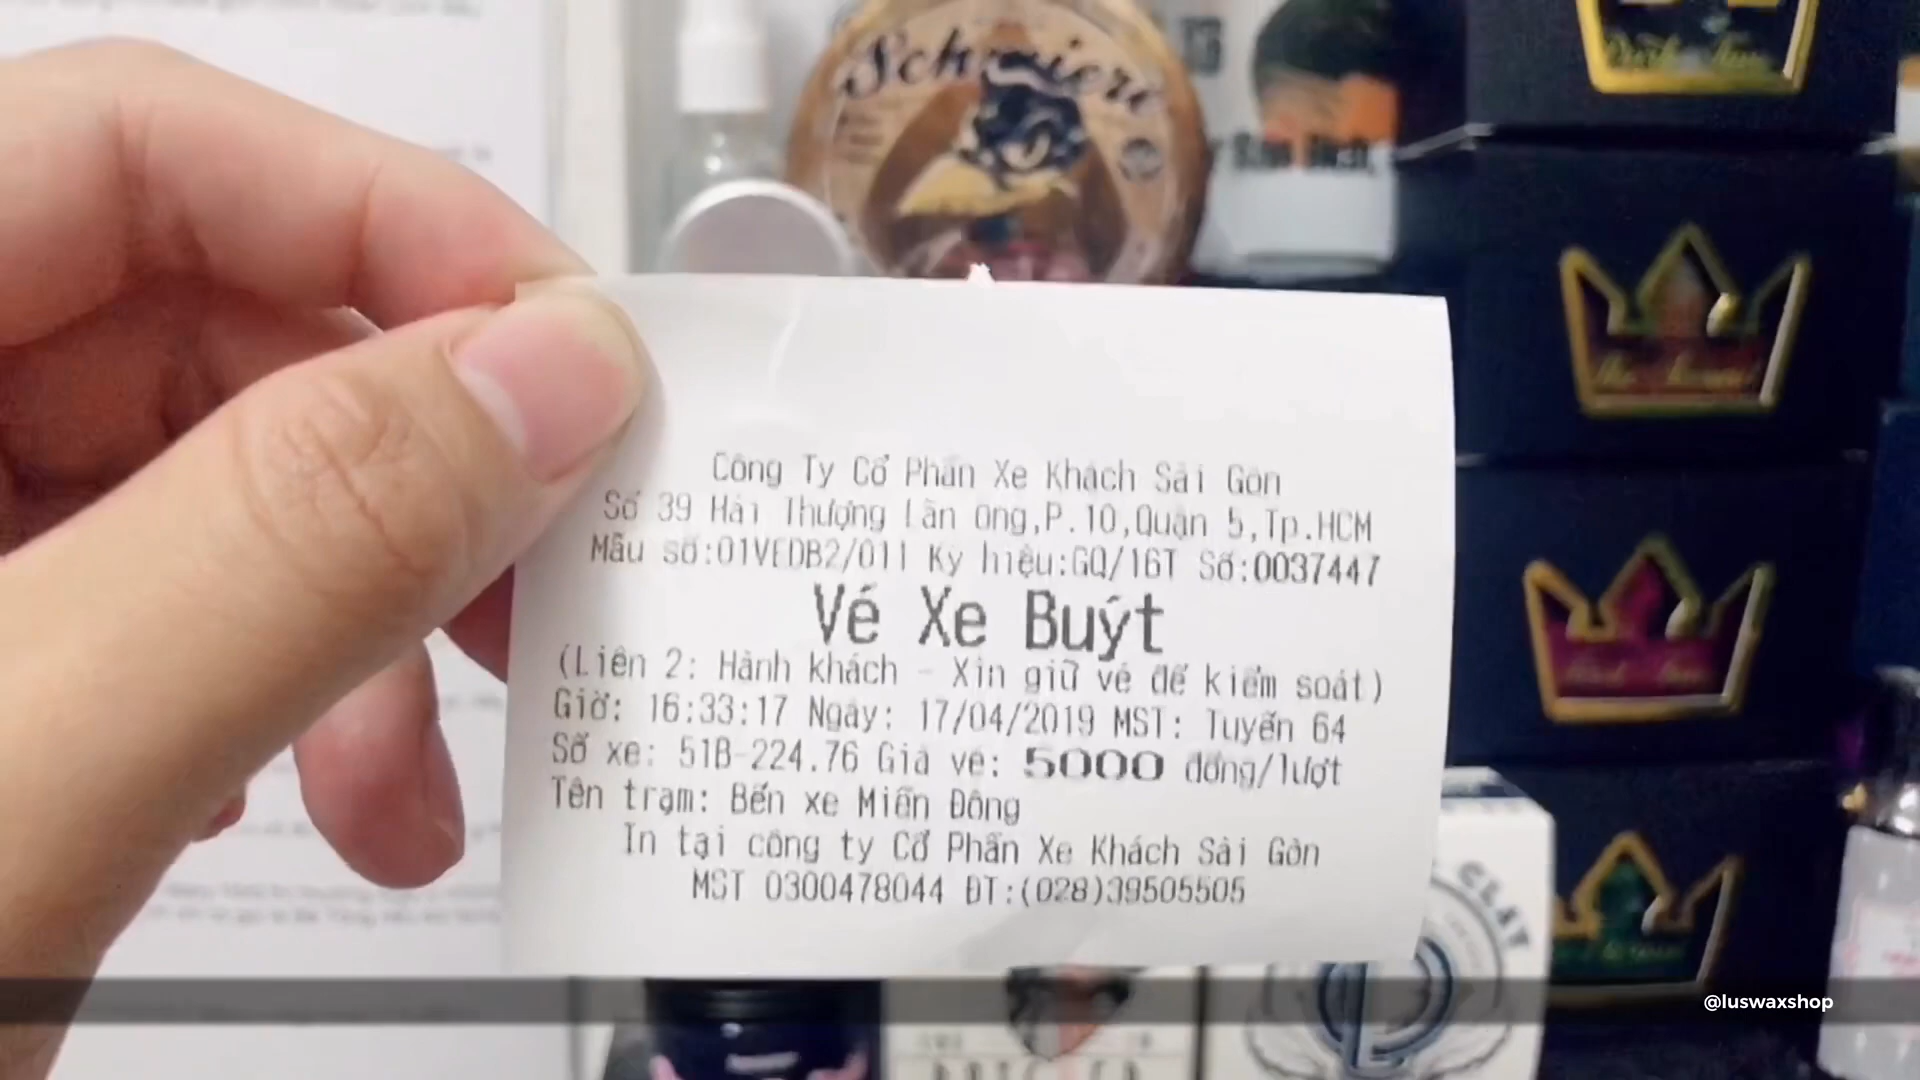 Schmiere
Công Ty Cổ Phần Xe Khách Sài Gòn
Số 39 Hải Thượng Lãn Ông,P.10,Quận 5,Tp.HCM
Mẫu số:01VEDB2/011 Ký hiệu:GQ/16T Số:0037447
Vé Xe Buýt
(Liên 2: Hành khách - Xin giữ vé để kiểm soát)
Giờ: 16:33:17 Ngày: 17/04/2019 MST: Tuyến 64
Số xe: 51B-224.76 Giá vé: 5000 đồng/lượt
Tên trạm: Bến xe Miền Đông
In tại công ty Cổ Phần Xe Khách Sài Gòn
MST 0300478044 ĐT:(028)39505505
CLAY
@luswaxshop